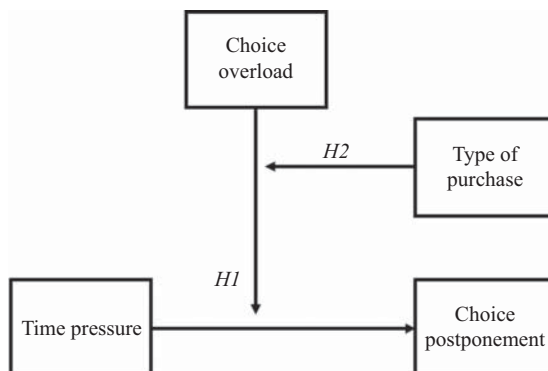 Choice
overload
H2
Type of
purchase
H1
Time pressure
Choice
postponement